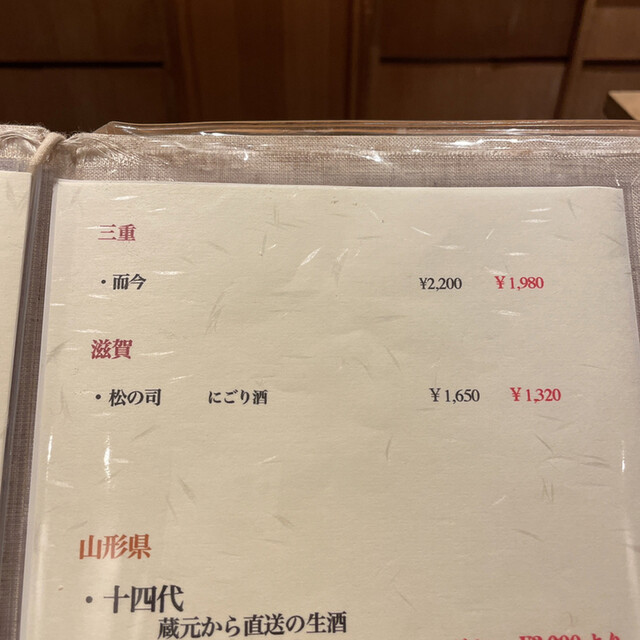 三重
・而今 ¥2,200 ¥1,980
滋賀
・松の司 にごり酒 ¥1,650 ¥1,320
山形県
・十四代
蔵元から直送の生酒